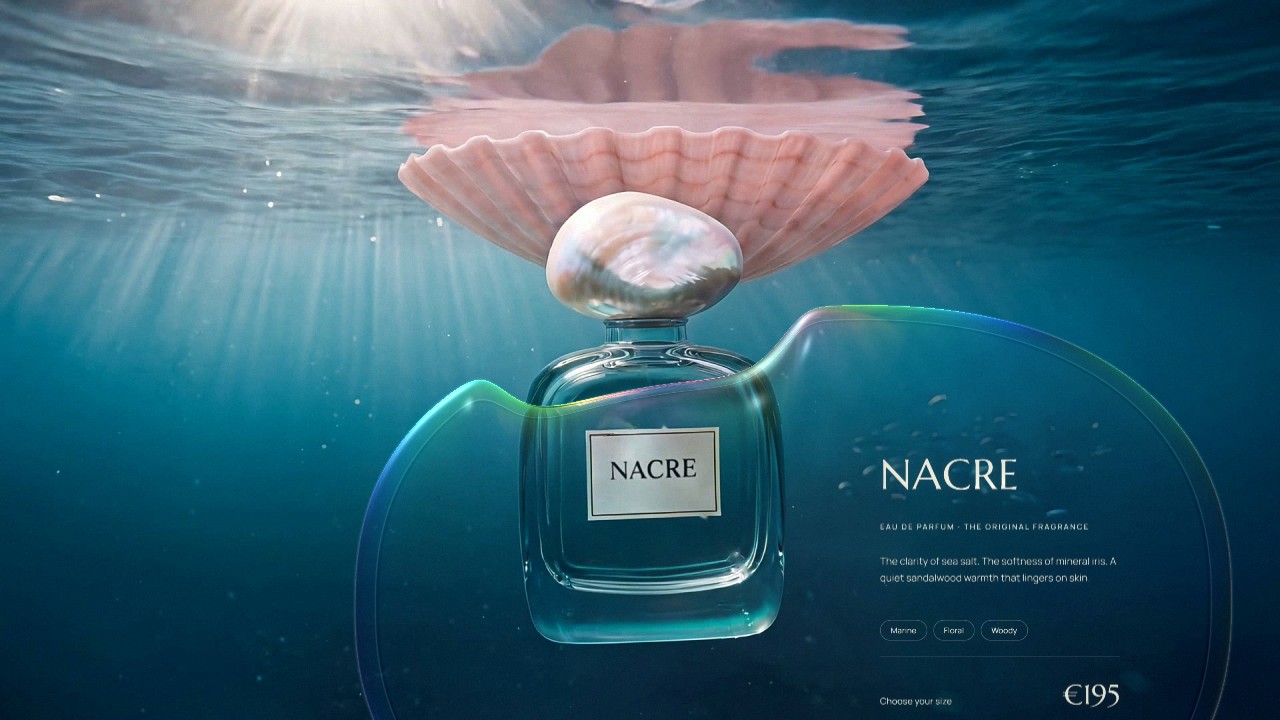 NACRE
NACRE
EAU DE PARFUM · THE ORIGINAL FRAGRANCE
The clarity of sea salt. The softness of mineral iris. A
quiet sandalwood warmth that lingers on skin.
Marine Floral Woody
Choose your size €195